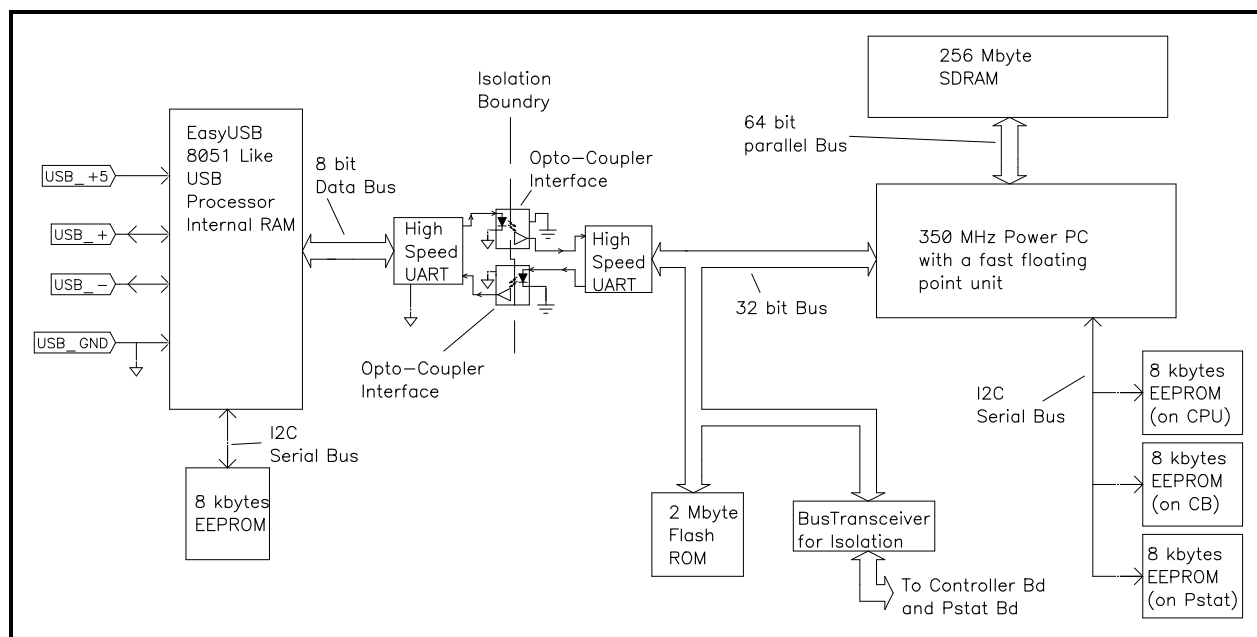 256 Mbyte
SDRAM
Isolation
Boundry
64 bit
parallel Bus
EasyUSB
8051 Like
USB
Processor
Internal RAM
USB_+5
USB_+
USB_-
USB_GND
8 bit
Data Bus
Opto-Coupler
Interface
High
Speed
UART
High
Speed
UART
Opto-Coupler
Interface
350 MHz Power PC
with a fast floating
point unit
32 bit Bus
I2C
Serial Bus
8 kbytes
EEPROM
I2C
Serial Bus
8 kbytes
EEPROM
(on CPU)
8 kbytes
EEPROM
(on CB)
8 kbytes
EEPROM
(on Pstat)
2 Mbyte
Flash
ROM
BusTransceiver
for Isolation
To Controller Bd
and Pstat Bd